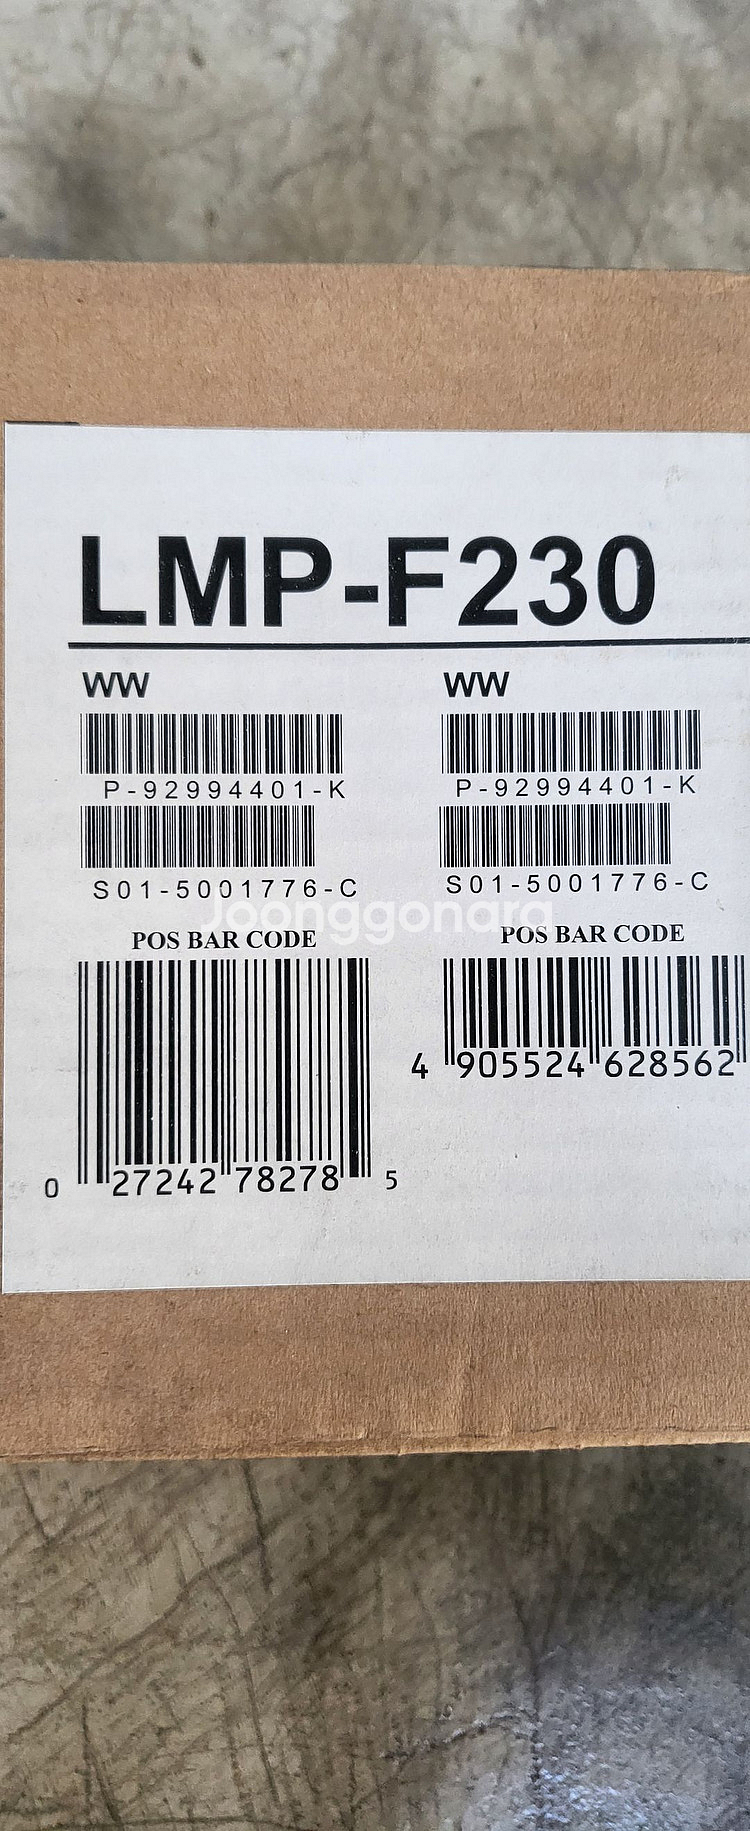 LMP-F230
WW WW
P-92994401-K P-92994401-K
S01-5001776-C S01-5001776-C
Joonggonara
POS BAR CODE POS BAR CODE
4 905524 628562
0 27242 78278 5